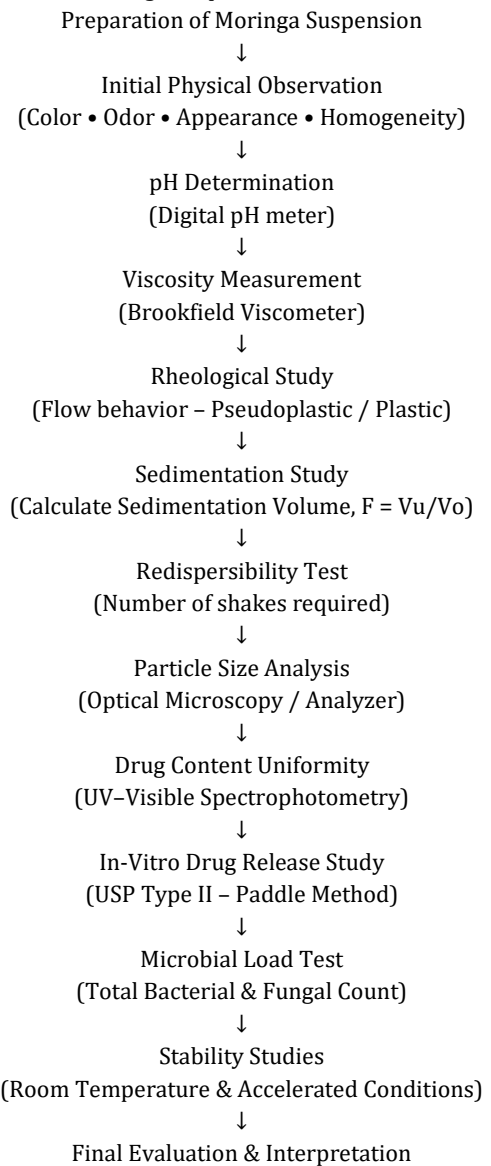 Preparation of Moringa Suspension
↓
Initial Physical Observation
(Color • Odor • Appearance • Homogeneity)
↓
pH Determination
(Digital pH meter)
↓
Viscosity Measurement
(Brookfield Viscometer)
↓
Rheological Study
(Flow behavior – Pseudoplastic / Plastic)
↓
Sedimentation Study
(Calculate Sedimentation Volume, F = Vu/Vo)
↓
Redispersibility Test
(Number of shakes required)
↓
Particle Size Analysis
(Optical Microscopy / Analyzer)
↓
Drug Content Uniformity
(UV–Visible Spectrophotometry)
↓
In-Vitro Drug Release Study
(USP Type II – Paddle Method)
↓
Microbial Load Test
(Total Bacterial & Fungal Count)
↓
Stability Studies
(Room Temperature & Accelerated Conditions)
↓
Final Evaluation & Interpretation